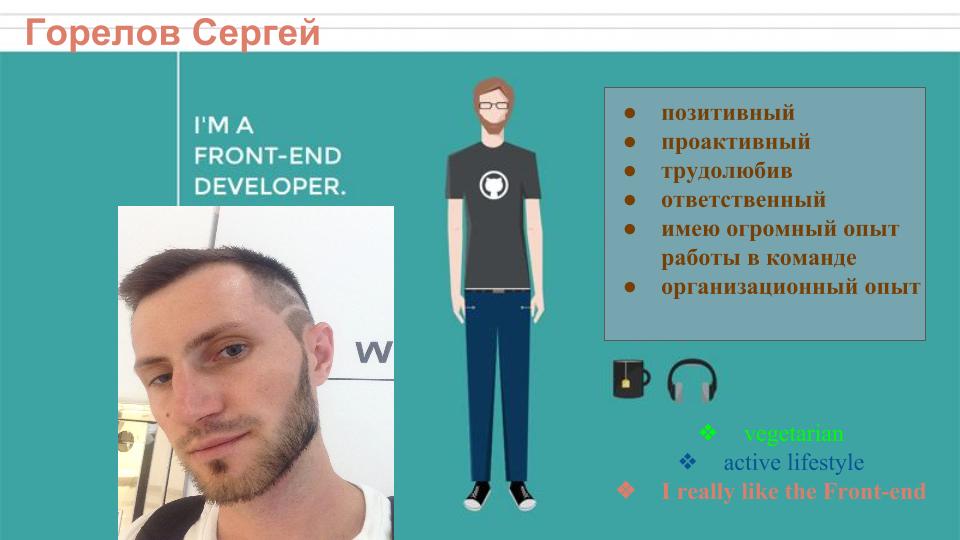 Горелов Сергей
I'M A
FRONT-END
DEVELOPER.
W
● позитивный
● проактивный
● трудолюбив
● ответственный
● имею огромный опыт
работы в команде
● организационный опыт
❖ vegetarian
❖ active lifestyle
❖ I really like the Front-end